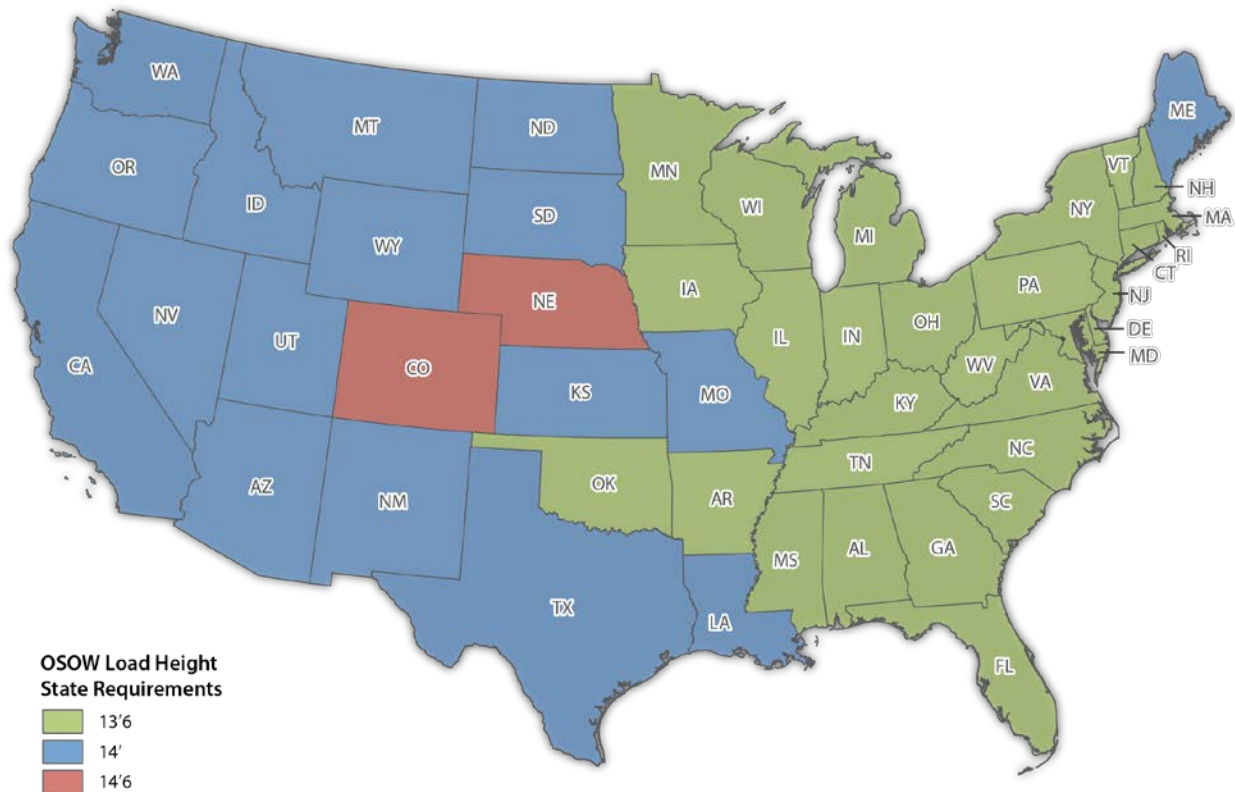 WA
MT
ND
ME
OR
ID
MN
VT
NH
SD
WI
NY
MA
WY
MI
RI
CT
IA
PA
NE
NJ
NV
UT
IL
IN
OH
DE
MD
CA
CO
WV
VA
KS
MO
KY
NC
TN
AZ
NM
OK
AR
SC
MS
AL
GA
TX
LA
FL
OSOW Load Height
State Requirements
13'6
14'
14'6